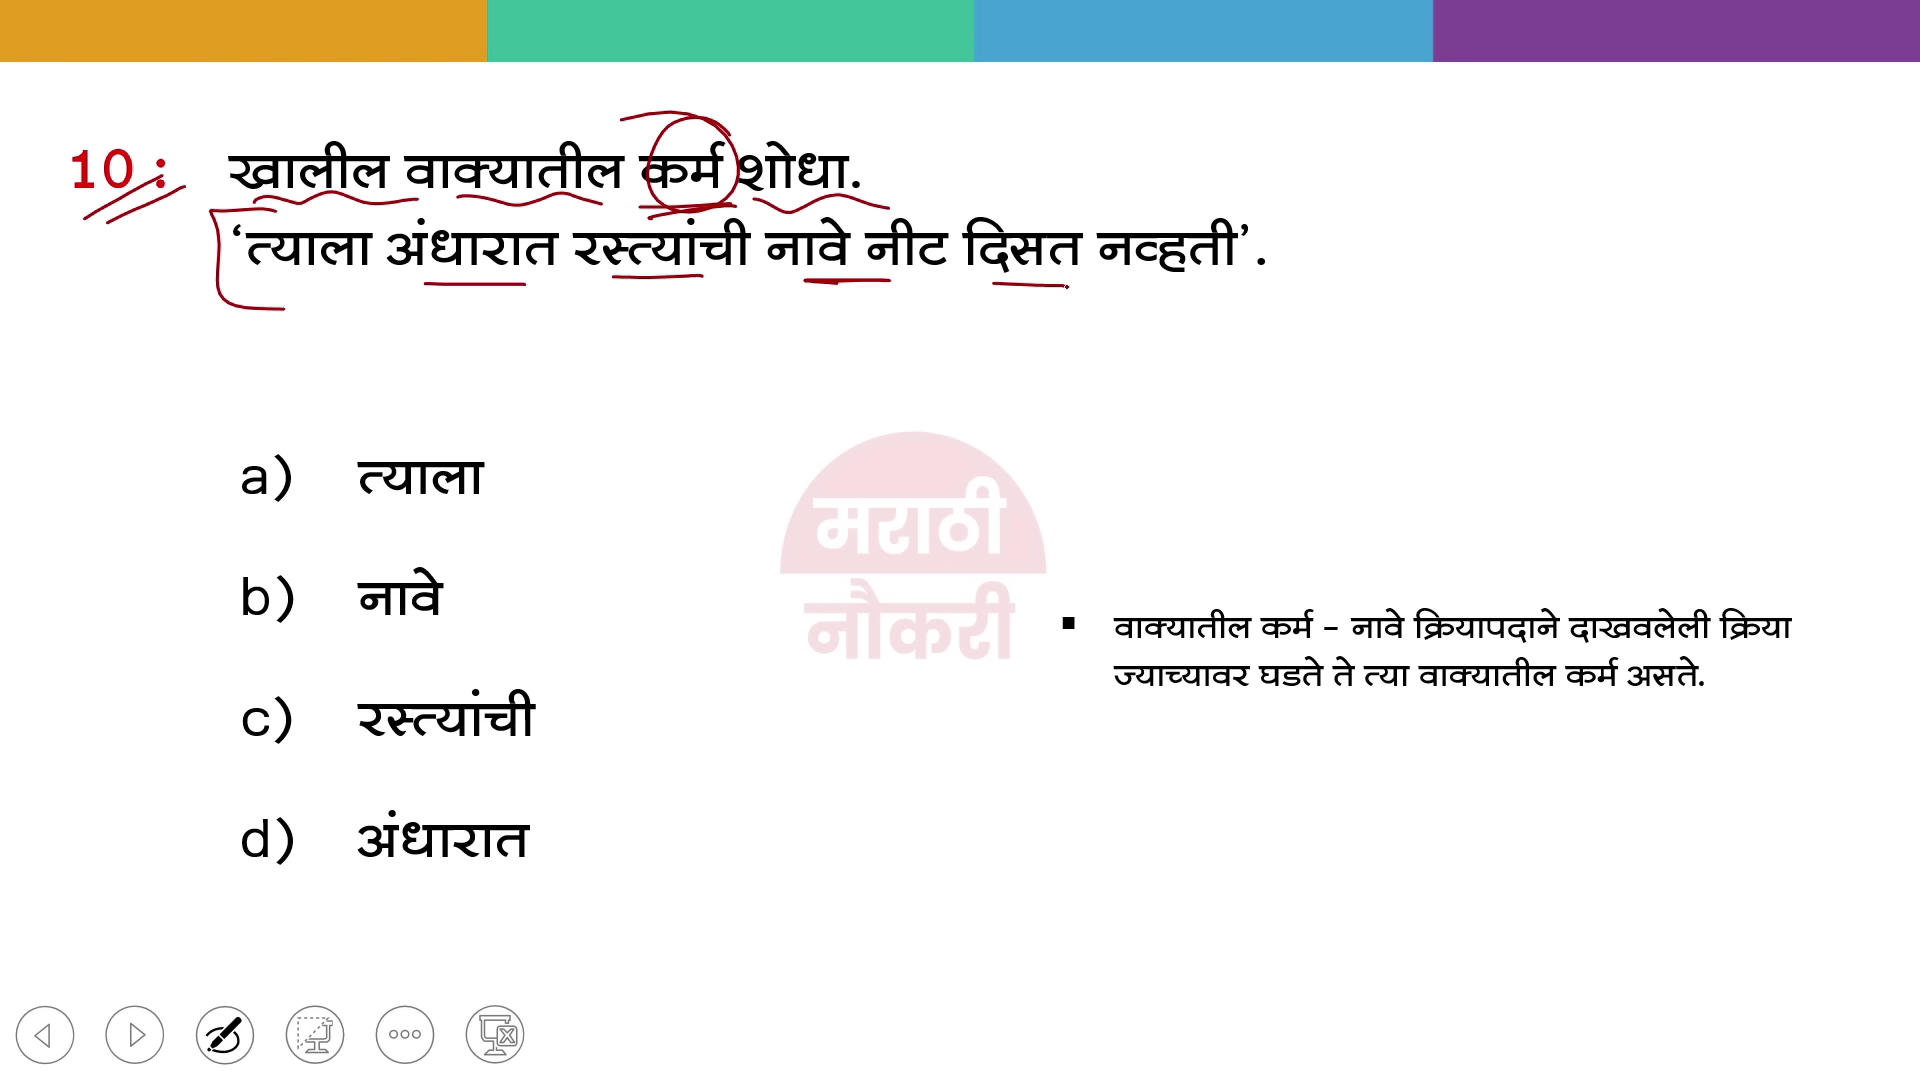 10 : खालील वाक्यातील कर्म शोधा.
‘त्याला अंधारात रस्त्यांची नावे नीट दिसत नव्हती’.
a) त्याला
b) नावे
c) रस्त्यांची
d) अंधारात
मराठी
नौकरी
▪ वाक्यातील कर्म – नावे क्रियापदाने दाखवलेली क्रिया
ज्याच्यावर घडते ते त्या वाक्यातील कर्म असते.